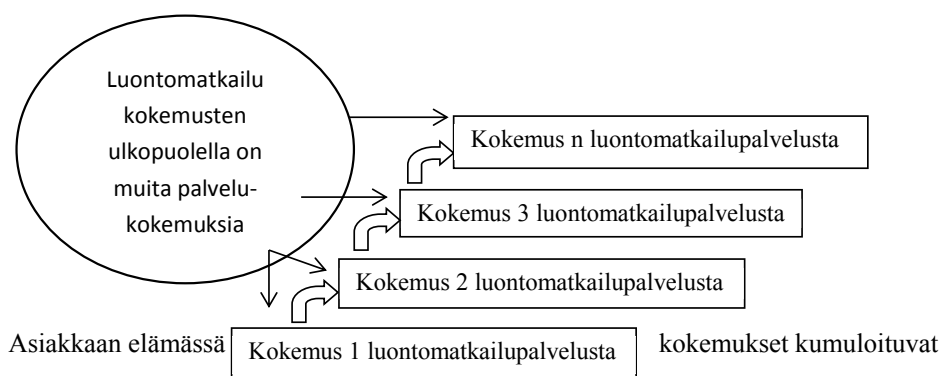 Luontomatkailu
kokemusten
ulkopuolella on
muita palvelu-
kokemuksia
Kokemus n luontomatkailupalvelusta
Kokemus 3 luontomatkailupalvelusta
Kokemus 2 luontomatkailupalvelusta
Asiakkaan elämässä Kokemus 1 luontomatkailupalvelusta kokemukset kumuloituvat